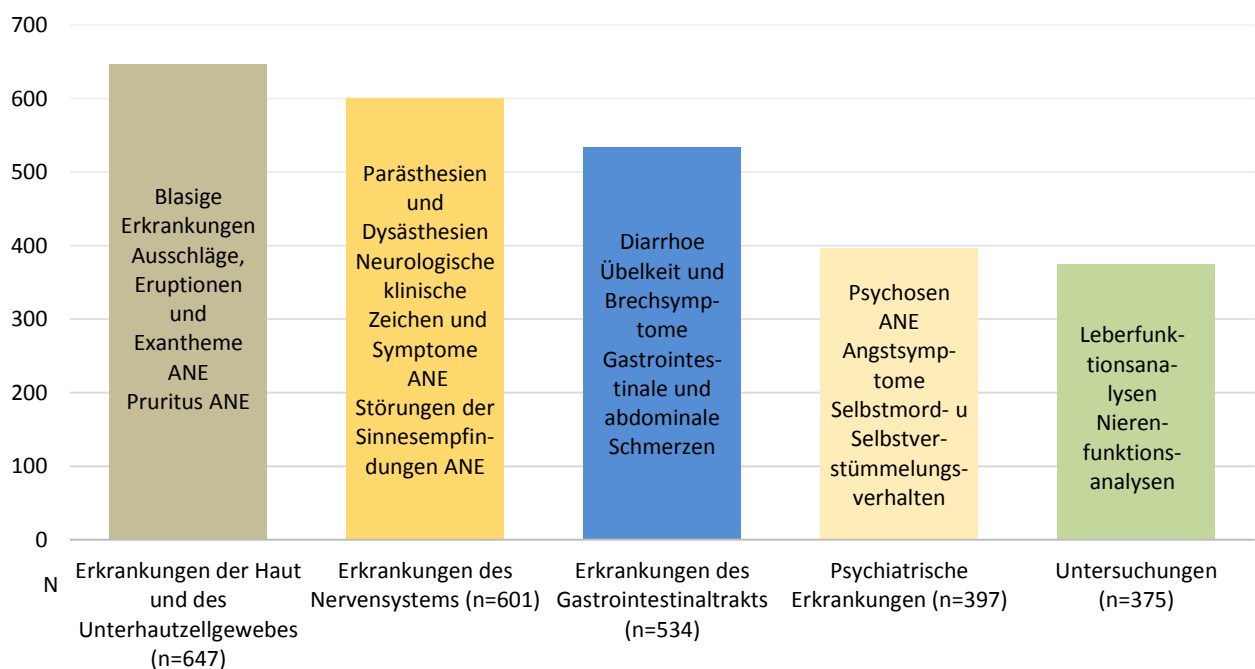 700
600
500
400
300
200
100
0
N
Blasige
Erkrankungen
Ausschläge,
Eruptionen
und
Exantheme
ANE
Pruritus ANE
Parästhesien
und
Dysästhesien
Neurologische
klinische
Zeichen und
Symptome
ANE
Störungen der
Sinnesempfin-
dungen ANE
Diarrhoe
Übelkeit und
Brechsymp-
tome
Gastrointes-
tinale und
abdominale
Schmerzen
Psychosen
ANE
Angstsymp-
tome
Selbstmord- u
Selbstver-
stümmelungs-
verhalten
Leberfunk-
tionsana-
lysen
Nieren-
funktions-
analysen
Erkrankungen der Haut
und des
Unterhautzellgewebes
(n=647)
Erkrankungen des
Nervensystems (n=601)
Erkrankungen des
Gastrointestinaltrakts
(n=534)
Psychiatrische
Erkrankungen (n=397)
Untersuchungen
(n=375)